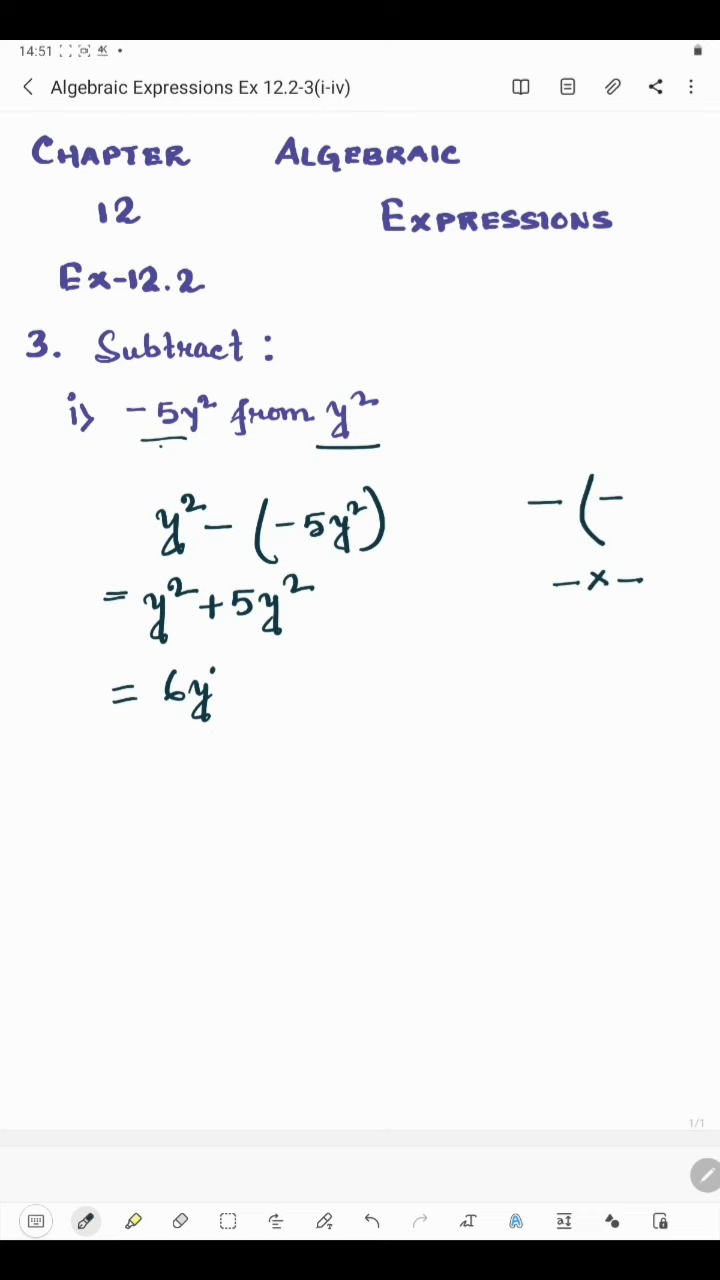 14:51
Algebraic Expressions Ex 12.2-3(i-iv)
CHAPTER ALGEBRAIC
12 EXPRESSIONS
Ex-12.2
3. Subtract :
i) -5y² from y²
y² - (-5y²) - (-
= y² + 5y² - × -
= 6y
1/1